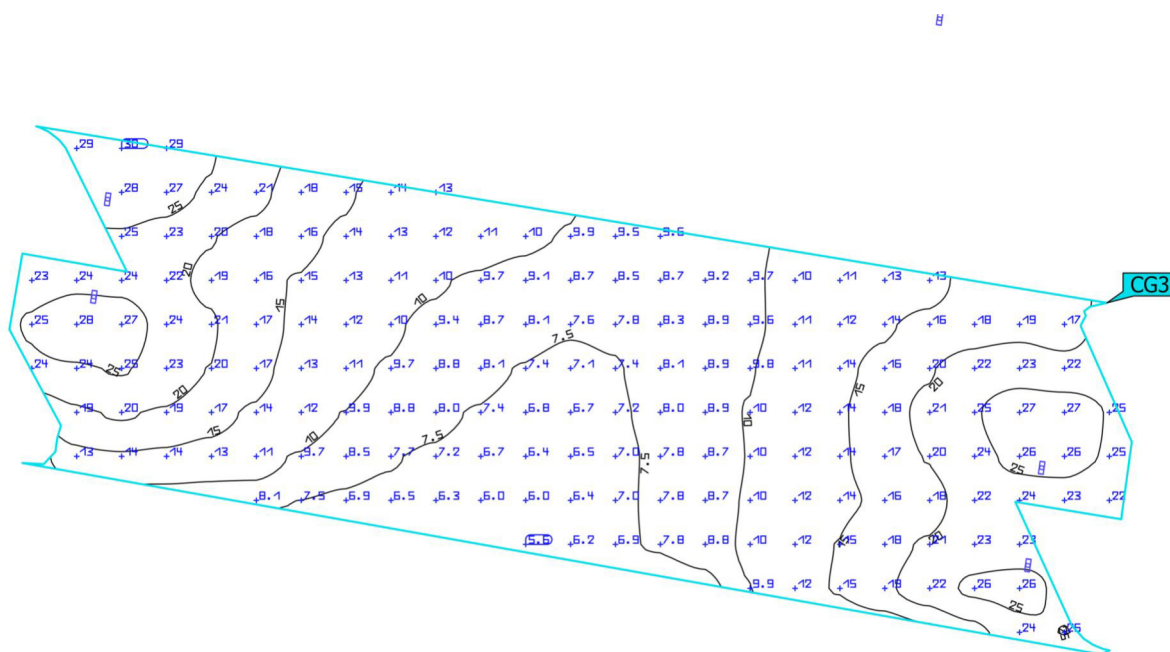 +29 +30 +29
+28 +27 +24 +21 +18 +15 +14 +13
25
+25 +23 +20 +18 +16 +14 +13 +12 +11 +10 +9.9 +9.5 +9.6
CG3
+23 +24 +24 +22 +19 +16 +15 +13 +11 +10 +9.7 +9.1 +8.7 +8.5 +8.7 +9.2 +9.7 +10 +11 +13 +13
20
15 10
+25 +28 +27 +24 +21 +17 +14 +12 +10 +9.4 +8.7 +8.1 +7.6 +7.8 +8.3 +8.9 +9.6 +11 +12 +14 +16 +18 +19 +17
7.5
+24 +24 +25 +23 +20 +17 +13 +11 +9.7 +8.8 +8.1 +7.4 +7.1 +7.4 +8.1 +8.9 +9.8 +11 +14 +16 +20 +22 +23 +22
25
20 15 20
+19 +20 +19 +17 +14 +12 +9.9 +8.8 +8.0 +7.4 +6.8 +6.7 +7.2 +8.0 +8.9 +10 +12 +14 +18 +21 +25 +27 +27 +25
10
15 10 7.5
+13 +14 +14 +13 +11 +9.7 +8.5 +7.7 +7.2 +6.7 +6.4 +6.5 +7.0 +7.8 +8.7 +10 +12 +14 +17 +20 +24 +26 +26 +25
7.5 25
+8.1 +7.5 +6.9 +6.5 +6.3 +6.0 +6.0 +6.4 +7.0 +7.8 +8.7 +10 +12 +14 +16 +18 +22 +24 +23 +22
+5.6 +6.2 +6.9 +7.8 +8.8 +10 +12 +15 +18 +21 +23 +23
15 20
+9.9 +12 +15 +19 +22 +26 +26
25
+24 +25